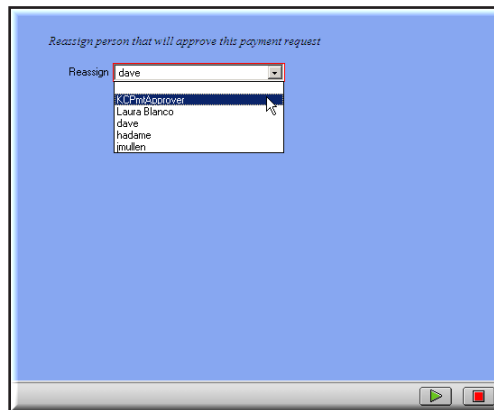 Reassign person that will approve this payment request
Reassign dave
KCPmtApprover
Laura Blanco
dave
hadame
jmullen